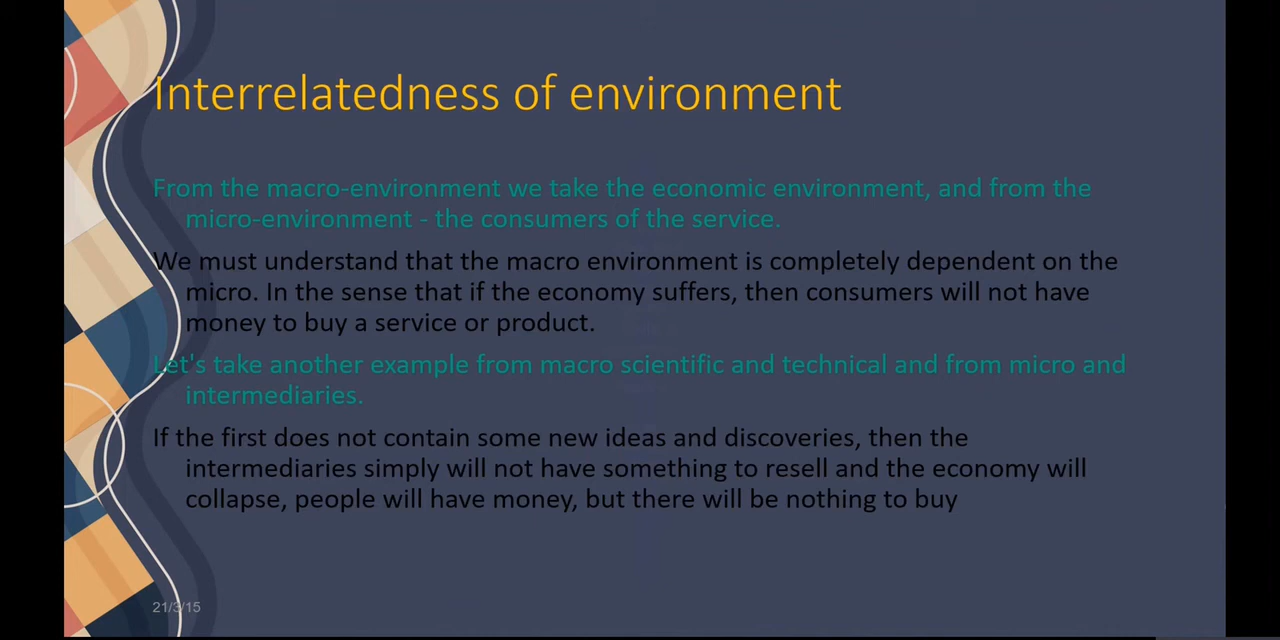 Interrelatedness of environment
From the macro-environment we take the economic environment, and from the
micro-environment - the consumers of the service.
We must understand that the macro environment is completely dependent on the
micro. In the sense that if the economy suffers, then consumers will not have
money to buy a service or product.
Let's take another example from macro scientific and technical and from micro and
intermediaries.
If the first does not contain some new ideas and discoveries, then the
intermediaries simply will not have something to resell and the economy will
collapse, people will have money, but there will be nothing to buy
21/3/15